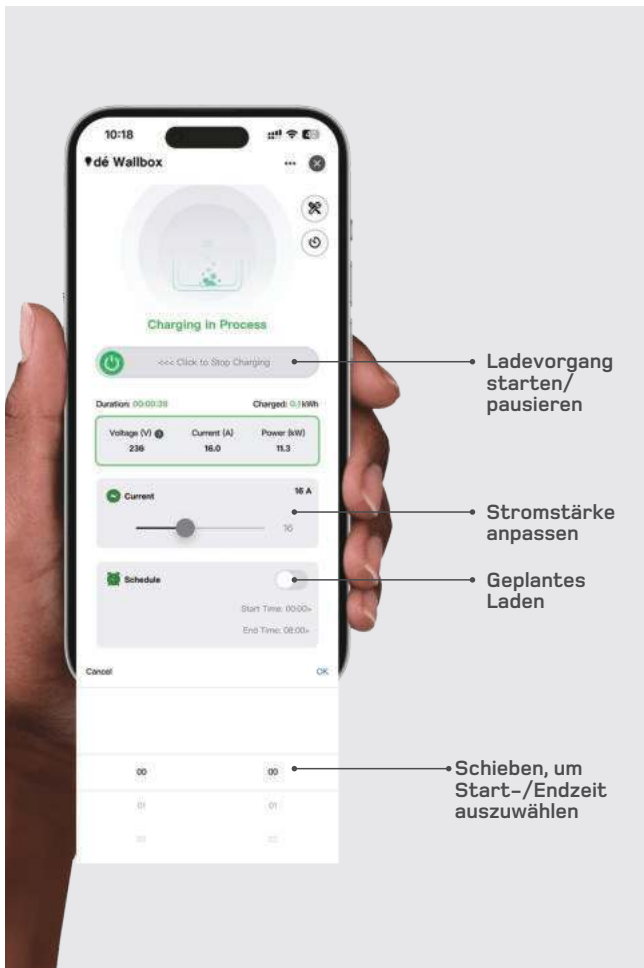 10:18
dé Wallbox
Charging in Process
<<< Click to Stop Charging
Ladevorgang
starten/
pausieren
Duration: 00:00:39 Charged: 0.1 kWh
Voltage (V) Current (A) Power (kW)
236 16.0 11.3
Current 16 A
16
Stromstärke
anpassen
Schedule
Geplantes
Laden
Start Time: 00:00>
End Time: 08:00>
Cancel OK
00 00
Schieben, um
Start-/Endzeit
auszuwählen
01 01
02